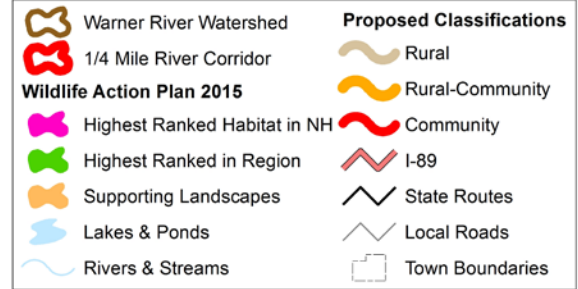 Warner River Watershed
1/4 Mile River Corridor
Wildlife Action Plan 2015
Highest Ranked Habitat in NH
Highest Ranked in Region
Supporting Landscapes
Lakes & Ponds
Rivers & Streams
Proposed Classifications
Rural
Rural-Community
Community
I-89
State Routes
Local Roads
Town Boundaries